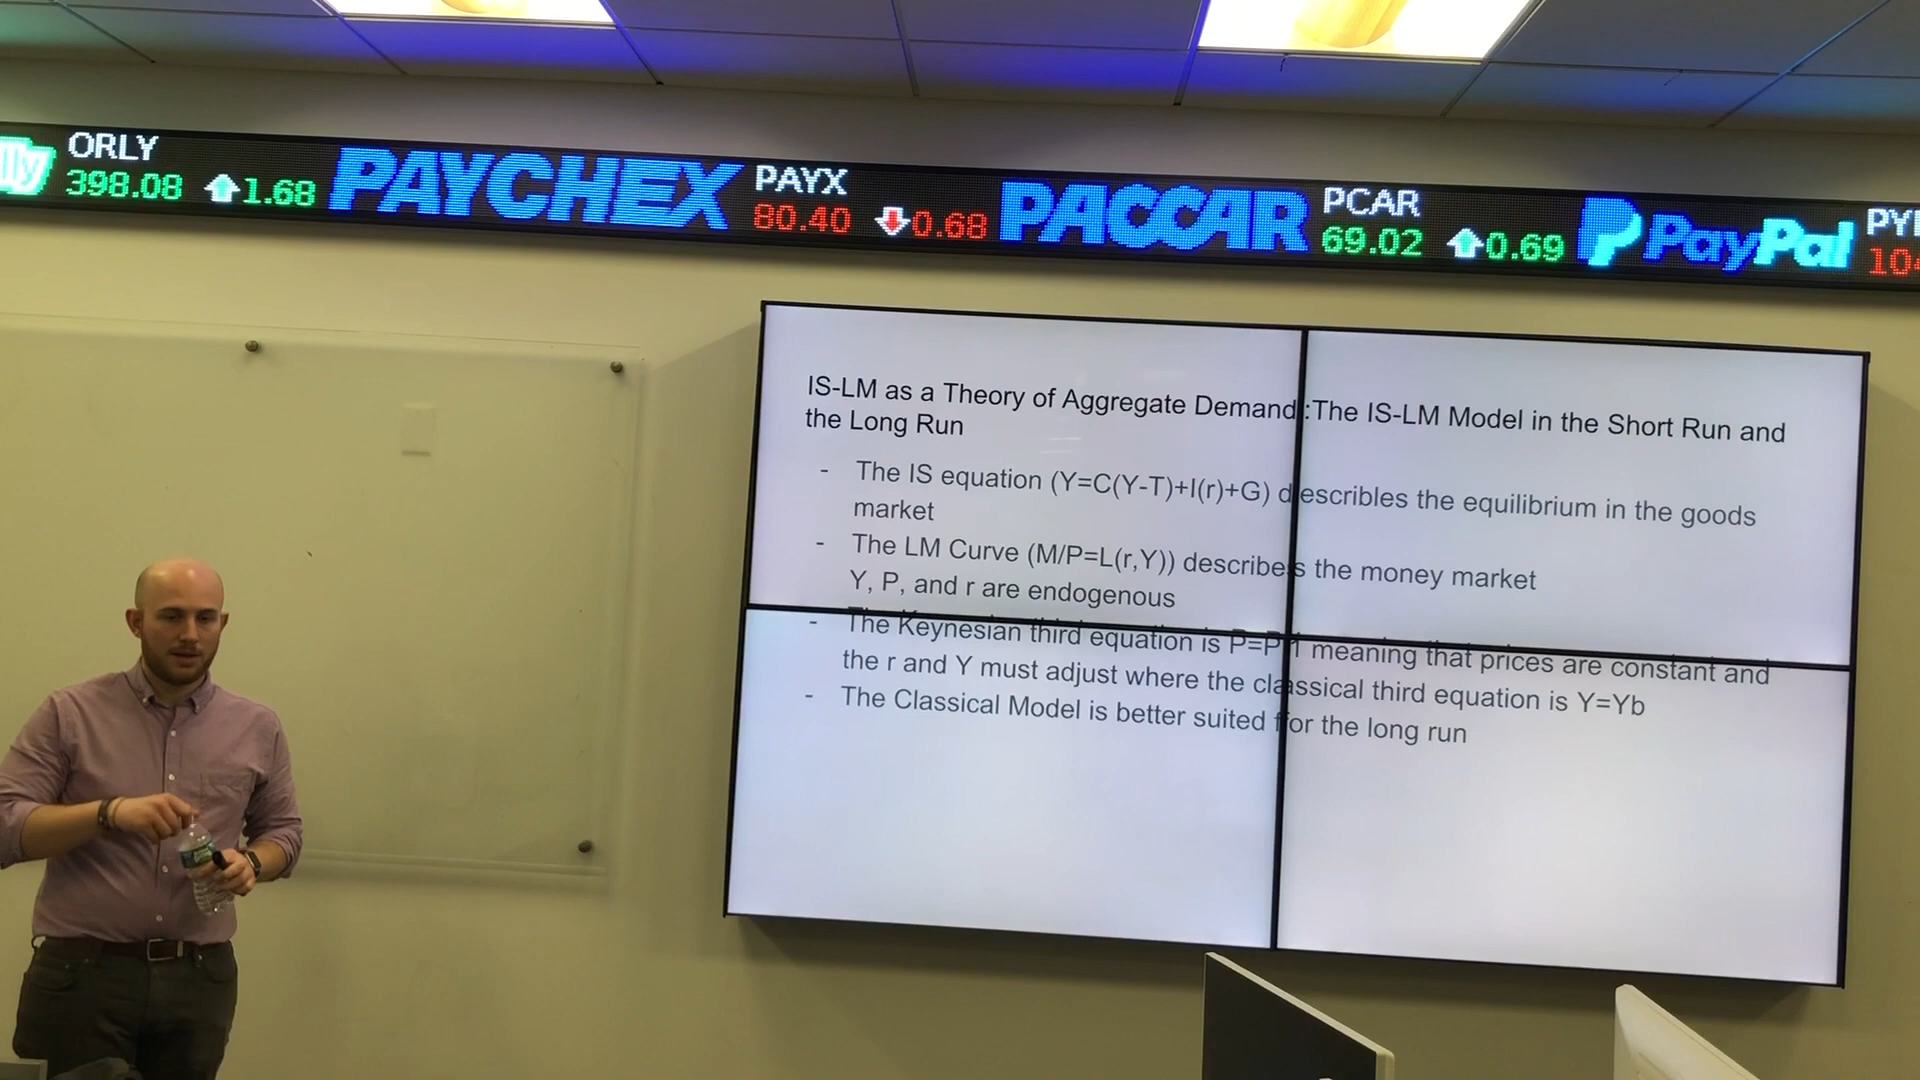 lly ORLY 398.08 1.68 PAYCHEX PAYX 80.40 0.68 PACCAR PCAR 69.02 0.69 PayPal
IS-LM as a Theory of Aggregate Demand :The IS-LM Model in the Short Run and
the Long Run
- The IS equation (Y=C(Y-T)+I(r)+G) describles the equilibrium in the goods
market
- The LM Curve (M/P=L(r,Y)) describes the money market
Y, P, and r are endogenous
- The Keynesian third equation is P=P1 meaning that prices are constant and
the r and Y must adjust where the classical third equation is Y=Yb
- The Classical Model is better suited for the long run